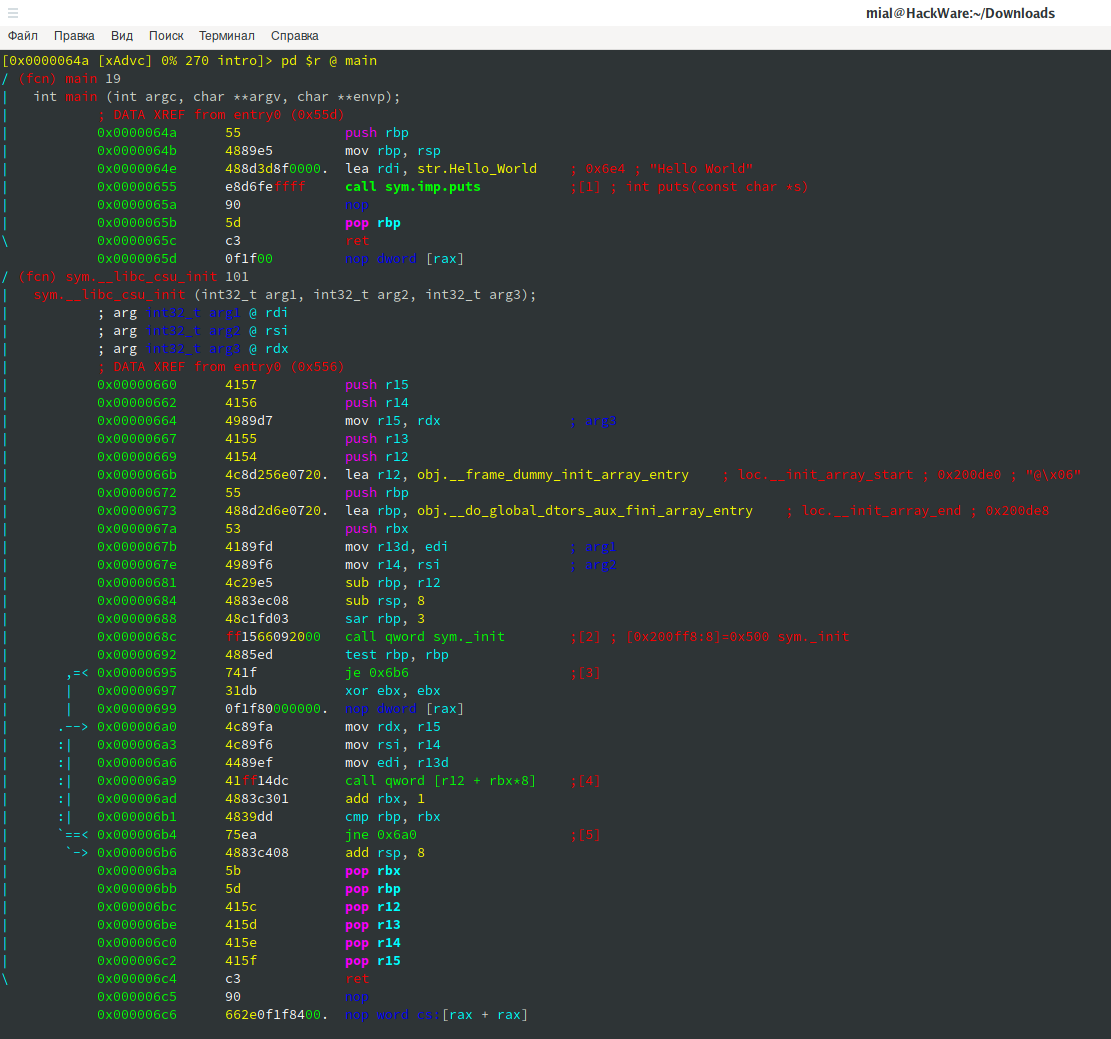 mial@HackWare:~/Downloads
Файл Правка Вид Поиск Терминал Справка
[0x0000064a [xAdvc] 0% 270 intro]> pd $r @ main
/ (fcn) main 19
|   int main (int argc, char **argv, char **envp);
|           ; DATA XREF from entry0 (0x55d)
|           0x0000064a      55             push rbp
|           0x0000064b      4889e5         mov rbp, rsp
|           0x0000064e      488d3d8f0000.  lea rdi, str.Hello_World    ; 0x6e4 ; "Hello World"
|           0x00000655      e8d6feffff     call sym.imp.puts           ;[1] ; int puts(const char *s)
|           0x0000065a      90             nop
|           0x0000065b      5d             pop rbp
\           0x0000065c      c3             ret
            0x0000065d      0f1f00         nop dword [rax]
/ (fcn) sym.__libc_csu_init 101
|   sym.__libc_csu_init (int32_t arg1, int32_t arg2, int32_t arg3);
|           ; arg int32_t arg1 @ rdi
|           ; arg int32_t arg2 @ rsi
|           ; arg int32_t arg3 @ rdx
|           ; DATA XREF from entry0 (0x556)
|           0x00000660      4157           push r15
|           0x00000662      4156           push r14
|           0x00000664      4989d7         mov r15, rdx                ; arg3
|           0x00000667      4155           push r13
|           0x00000669      4154           push r12
|           0x0000066b      4c8d256e0720.  lea r12, obj.__frame_dummy_init_array_entry    ; loc.__init_array_start ; 0x200de0 ; "@\x06"
|           0x00000672      55             push rbp
|           0x00000673      488d2d6e0720.  lea rbp, obj.__do_global_dtors_aux_fini_array_entry    ; loc.__init_array_end ; 0x200de8
|           0x0000067a      53             push rbx
|           0x0000067b      4189fd         mov r13d, edi               ; arg1
|           0x0000067e      4989f6         mov r14, rsi                ; arg2
|           0x00000681      4c29e5         sub rbp, r12
|           0x00000684      4883ec08       sub rsp, 8
|           0x00000688      48c1fd03       sar rbp, 3
|           0x0000068c      ff1566092000   call qword sym._init        ;[2] ; [0x200ff8:8]=0x500 sym._init
|           0x00000692      4885ed         test rbp, rbp
|       ,=< 0x00000695      741f           je 0x6b6                    ;[3]
|       |   0x00000697      31db           xor ebx, ebx
|       |   0x00000699      0f1f80000000.  nop dword [rax]
|      .--> 0x000006a0      4c89fa         mov rdx, r15
|      :|   0x000006a3      4c89f6         mov rsi, r14
|      :|   0x000006a6      4489ef         mov edi, r13d
|      :|   0x000006a9      41ff14dc       call qword [r12 + rbx*8]    ;[4]
|      :|   0x000006ad      4883c301       add rbx, 1
|      :|   0x000006b1      4839dd         cmp rbp, rbx
|      `==< 0x000006b4      75ea           jne 0x6a0                   ;[5]
|       `-> 0x000006b6      4883c408       add rsp, 8
|           0x000006ba      5b             pop rbx
|           0x000006bb      5d             pop rbp
|           0x000006bc      415c           pop r12
|           0x000006be      415d           pop r13
|           0x000006c0      415e           pop r14
|           0x000006c2      415f           pop r15
\           0x000006c4      c3             ret
            0x000006c5      90             nop
            0x000006c6      662e0f1f8400.  nop word cs:[rax + rax]